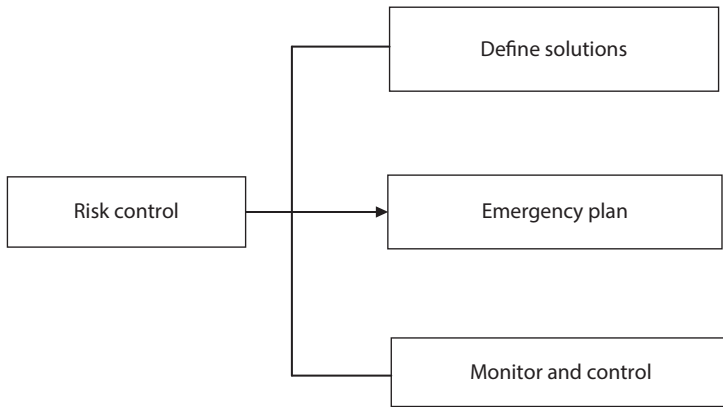 Define solutions
Risk control
Emergency plan
Monitor and control